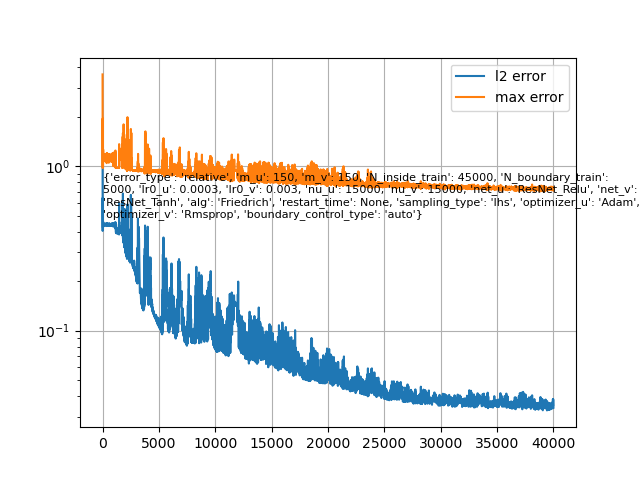 l2 error
max error
{'error_type': 'relative', 'm_u': 150, 'm_v': 150, 'N_inside_train': 45000, 'N_boundary_train':
5000, 'lr0_u': 0.0003, 'lr0_v': 0.003, 'nu_u': 15000, 'nu_v': 15000, 'net_u': 'ResNet_Relu', 'net_v':
'ResNet_Tanh', 'alg': 'Friedrich', 'restart_time': None, 'sampling_type': 'lhs', 'optimizer_u': 'Adam',
'optimizer_v': 'Rmsprop', 'boundary_control_type': 'auto'}
10⁰
10⁻¹
0 5000 10000 15000 20000 25000 30000 35000 40000